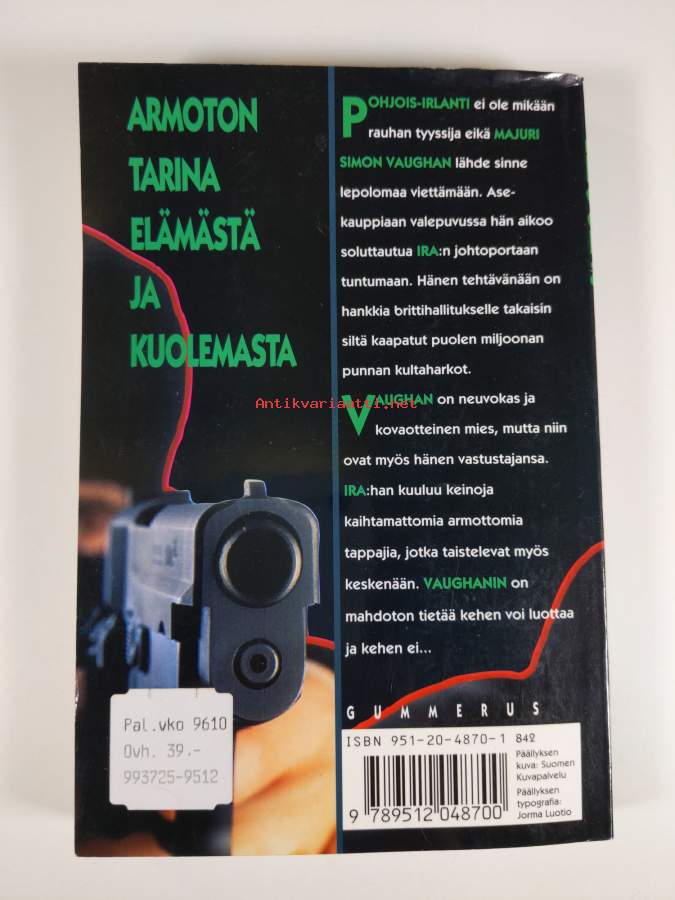 ARMOTON
TARINA
ELÄMÄSTÄ
JA
KUOLEMASTA
POHJOIS-IRLANTI ei ole mikään
rauhan tyyssija eikä MAJURI
SIMON VAUGHAN lähde sinne
lepolomaa viettämään. Ase-
kauppiaan valepuvussa hän aikoo
soluttautua IRA:n johtoportaan
tuntumaan. Hänen tehtävänään on
hankkia brittihallitukselle takaisin
siltä kaapatut puolen miljoonan
punnan kultaharkot.
VAUGHAN on neuvokas ja
kovaotteinen mies, mutta niin
ovat myös hänen vastustajansa.
IRA:han kuuluu keinoja
kaihtamattomia armottomia
tappajia, jotka taistelevat myös
keskenään. VAUGHANIN on
mahdoton tietää kehen voi luottaa
ja kehen ei...
Antikvariantti.net
GUMMERUS
Pal.vko 9610
Ovh. 39.-
993725-9512
ISBN 951-20-4870-1 842
9 789512 048700
Päällyksen
kuva: Suomen
Kuvapalvelu
Päällyksen
typografia:
Jorma Luotio